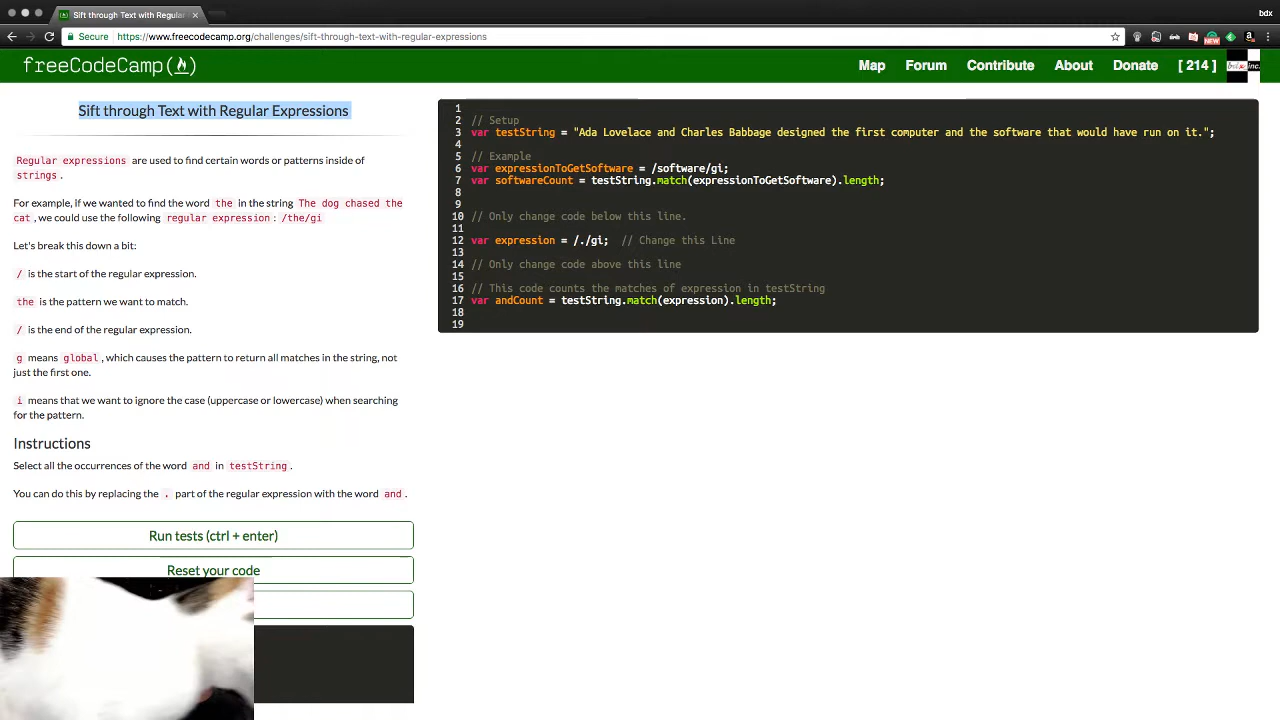 Sift through Text with Regular
bdx
Secure https://www.freecodecamp.org/challenges/sift-through-text-with-regular-expressions
NEW
freeCodeCamp(
)
Map Forum Contribute About Donate [ 214 ]
bdx inc.
Sift through Text with Regular Expressions
Regular expressions are used to find certain words or patterns inside of
strings.
For example, if we wanted to find the word the in the string The dog chased the
cat, we could use the following regular expression: /the/gi
Let's break this down a bit:
/ is the start of the regular expression.
the is the pattern we want to match.
/ is the end of the regular expression.
g means global, which causes the pattern to return all matches in the string, not
just the first one.
i means that we want to ignore the case (uppercase or lowercase) when searching
for the pattern.
Instructions
Select all the occurrences of the word and in testString.
You can do this by replacing the . part of the regular expression with the word and.
Run tests (ctrl + enter)
Reset your code
1
2 // Setup
3 var testString = "Ada Lovelace and Charles Babbage designed the first computer and the software that would have run on it.";
4
5 // Example
6 var expressionToGetSoftware = /software/gi;
7 var softwareCount = testString.match(expressionToGetSoftware).length;
8
9
10 // Only change code below this line.
11
12 var expression = /./gi; // Change this Line
13
14 // Only change code above this line
15
16 // This code counts the matches of expression in testString
17 var andCount = testString.match(expression).length;
18
19